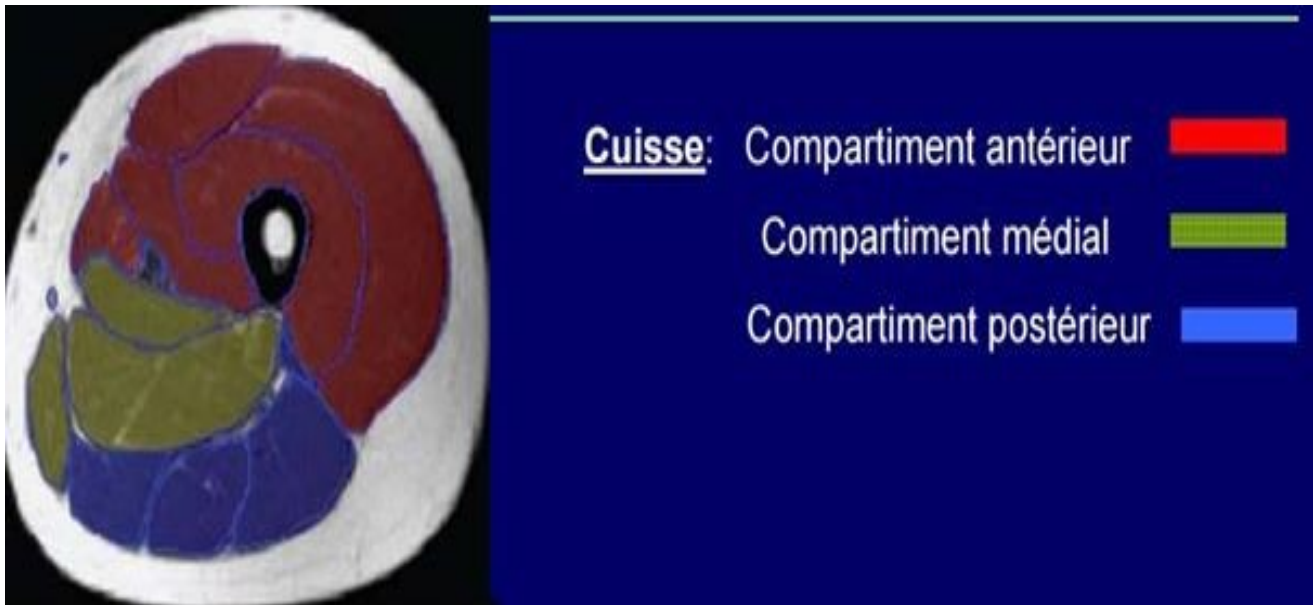 Cuisse: Compartiment antérieur
Compartiment médial
Compartiment postérieur